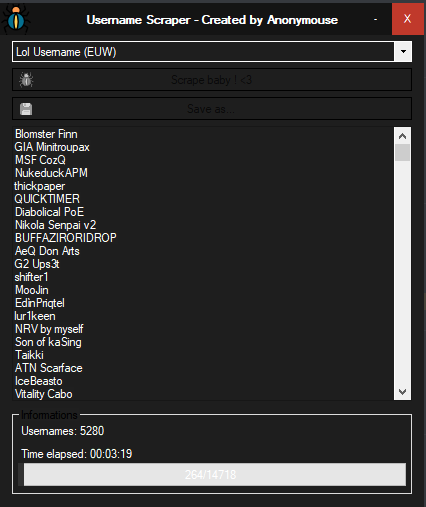 Username Scraper - Created by Anonymouse
-
X
Lol Username (EUW)
Scrape baby ! <3
Save as...
Blomster Finn
GIA Minitroupax
MSF CozQ
NukeduckAPM
thickpaper
QUICKTIMER
Diabolical PoE
Nikola Senpai v2
BUFFAZIRORIDROP
AeQ Don Arts
G2 Ups3t
shifter1
MooJin
EdinPriqtel
lur1keen
NRV by myself
Son of kaSing
Taikki
ATN Scarface
IceBeasto
Vitality Cabo
Informations
Usernames: 5280
Time elapsed: 00:03:19
264/14718